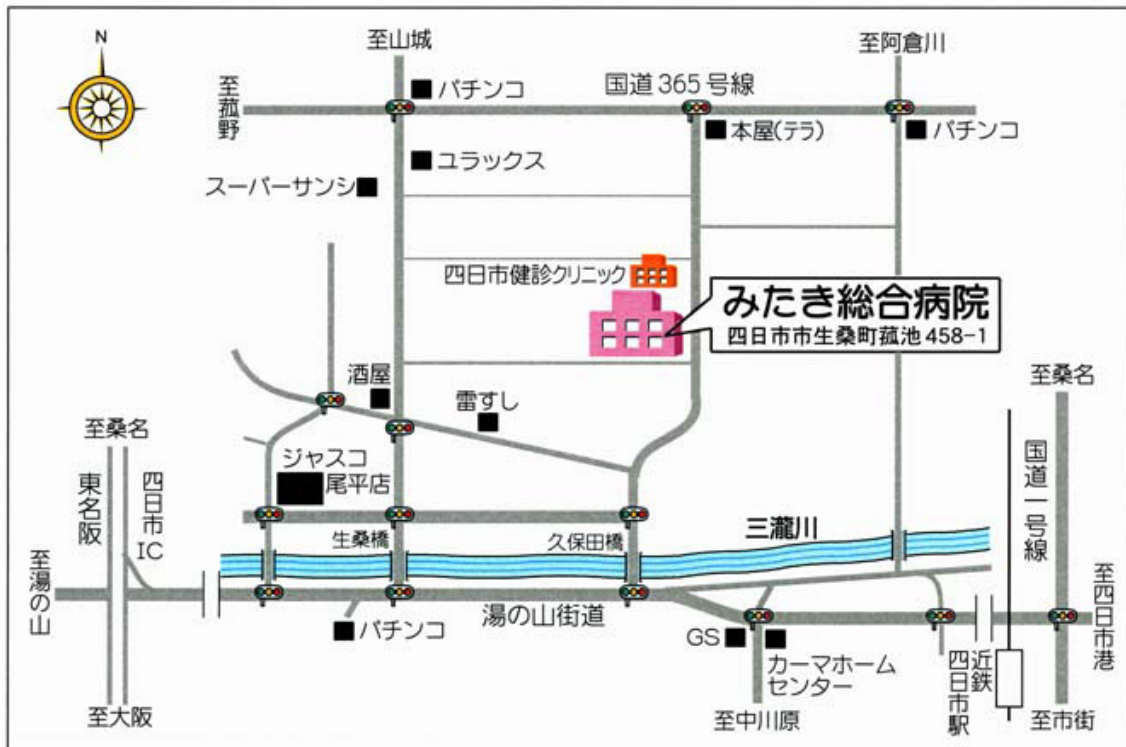 N
至山城
至阿倉川
至菰野
パチンコ
国道365号線
本屋(テラ)
パチンコ
ユラックス
スーパーサンシ
四日市健診クリニック
みたき総合病院
四日市市生桑町菰池458-1
酒屋
雷すし
至桑名
至桑名
東名阪
四日市IC
ジャスコ
尾平店
国道一号線
生桑橋
久保田橋
三瀧川
至湯の山
湯の山街道
至四日市港
パチンコ
GS
カーマホーム
センター
近鉄
四日市駅
至大阪
至中川原
至市街